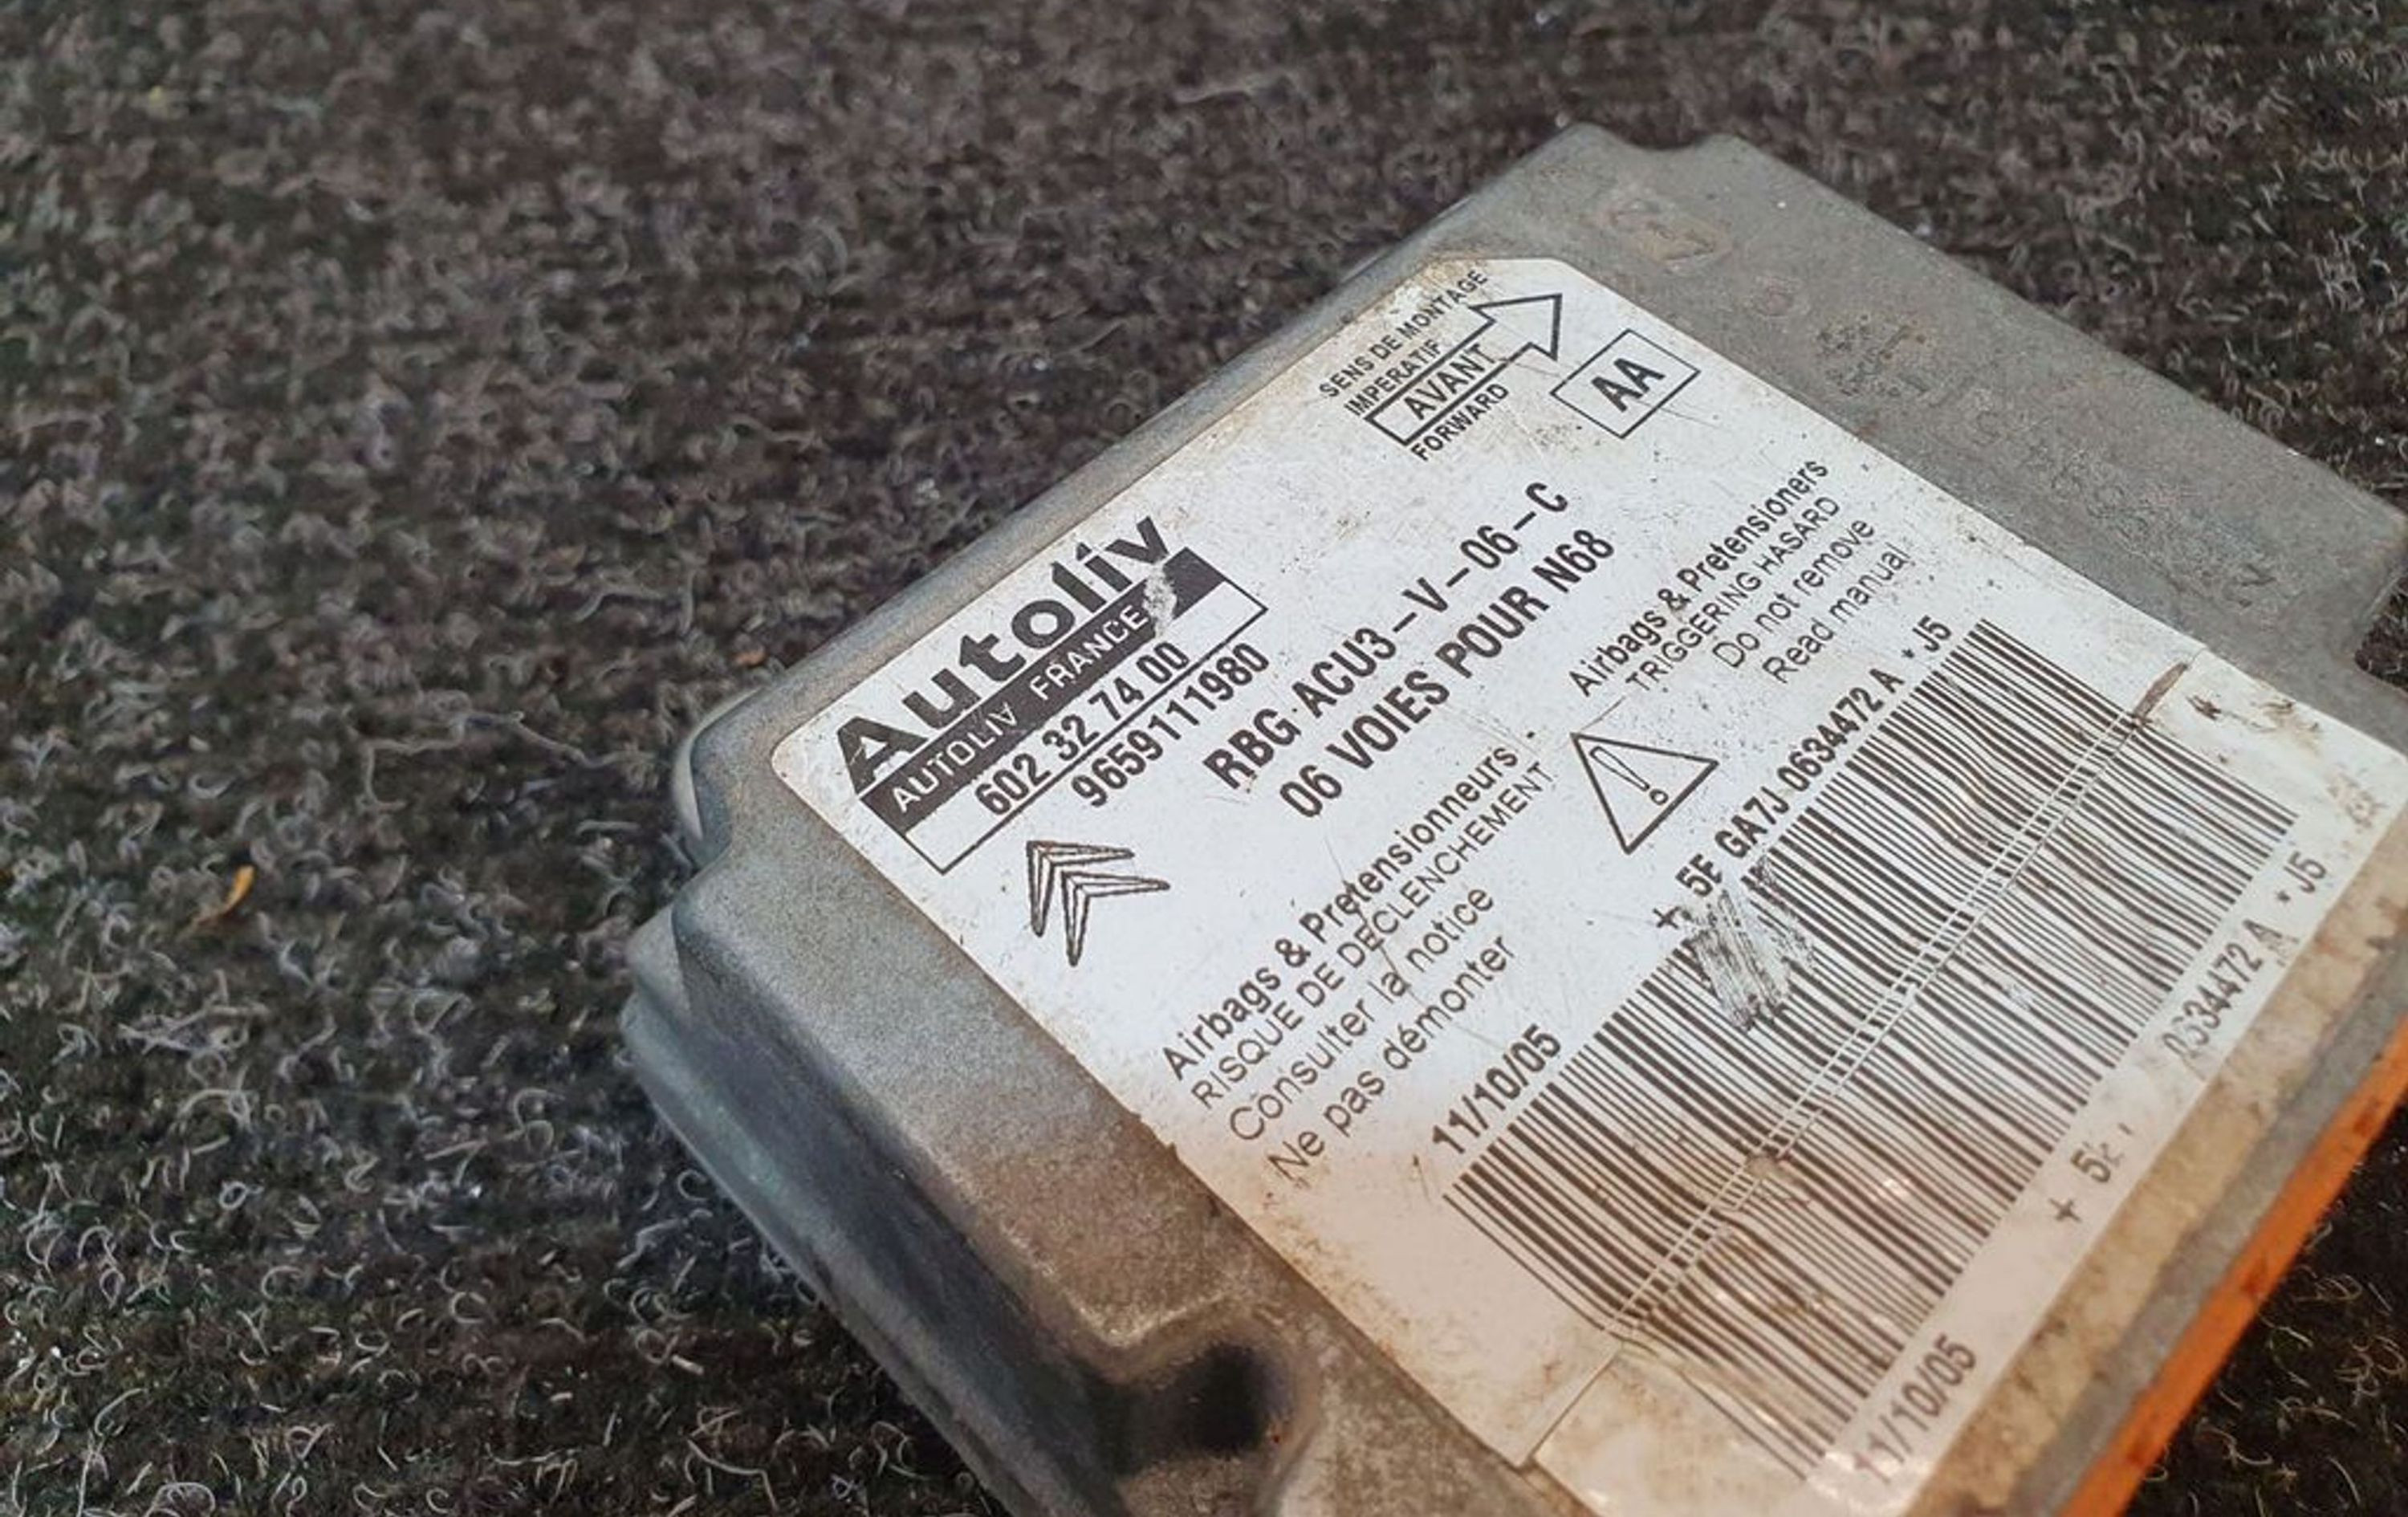 SENS DE MONTAGE
IMPERATIF
AVANT
FORWARD
AA
Autoliv
AUTOLIV FRANCE
602 32 74 00
9659111980
RBG ACU3-V-06-C
06 VOIES POUR N68
Airbags & Pretensioners
TRIGGERING HASARD
Do not remove
Read manual
Airbags & Pretensionneurs
RISQUE DE DECLENCHEMENT
Consulter la notice
Ne pas démonter
!
11/10/05 + 5E GA7J 0634472 A *J5
11/10/05 + 0634472 A *J5